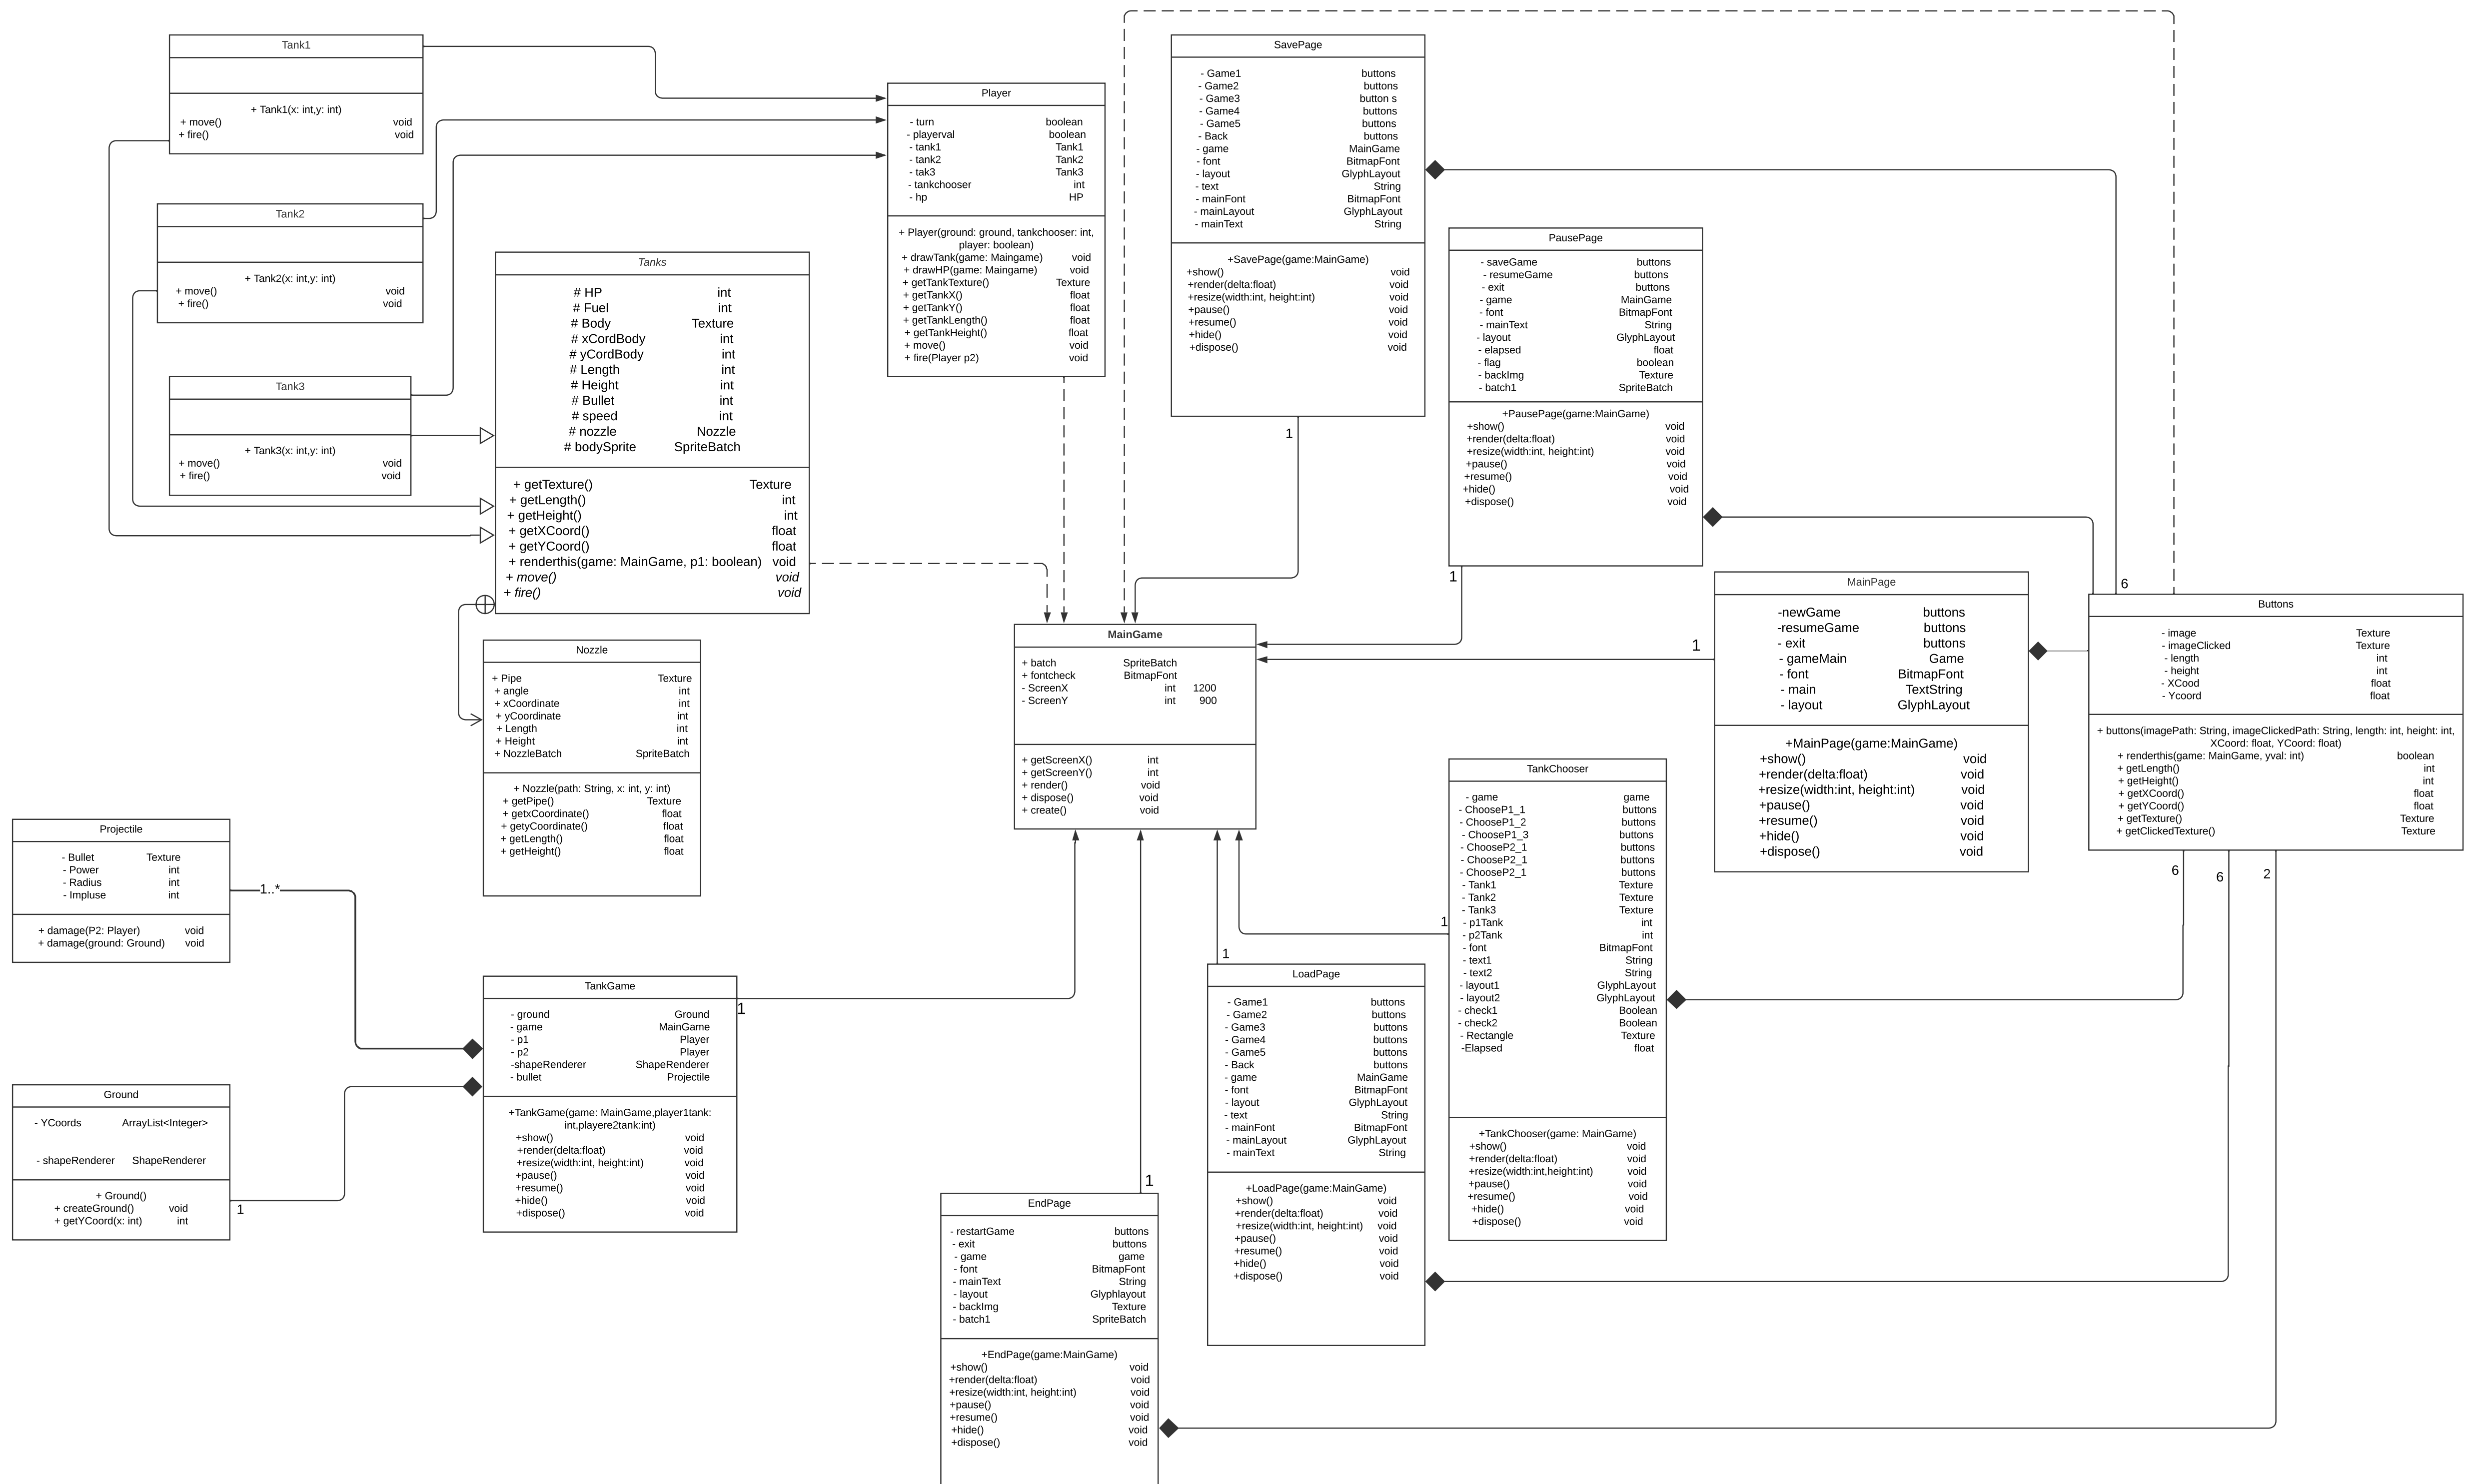 Tank1
+ Tank1(x: int,y: int)
+ move() void
+ fire() void
Tank2
+ Tank2(x: int,y: int)
+ move() void
+ fire() void
Tank3
+ Tank3(x: int,y: int)
+ move() void
+ fire() void
Tanks
# HP int
# Fuel int
# Body Texture
# xCordBody int
# yCordBody int
# Length int
# Height int
# Bullet int
# speed int
# nozzle Nozzle
# bodySprite SpriteBatch
+ getTexture() Texture
+ getLength() int
+ getHeight() int
+ getXCoord() float
+ getYCoord() float
+ renderthis(game: MainGame, p1: boolean) void
+ move() void
+ fire() void
Player
- turn boolean
- playerval boolean
- tank1 Tank1
- tank2 Tank2
- tak3 Tank3
- tankchooser int
- hp HP
+ Player(ground: ground, tankchooser: int,
player: boolean)
+ drawTank(game: Maingame) void
+ drawHP(game: Maingame) void
+ getTankTexture() Texture
+ getTankX() float
+ getTankY() float
+ getTankLength() float
+ getTankHeight() float
+ move() void
+ fire(Player p2) void
SavePage
- Game1 buttons
- Game2 buttons
- Game3 button s
- Game4 buttons
- Game5 buttons
- Back buttons
- game MainGame
- font BitmapFont
- layout GlyphLayout
- text String
- mainFont BitmapFont
- mainLayout GlyphLayout
- mainText String
+SavePage(game:MainGame)
+show() void
+render(delta:float) void
+resize(width:int, height:int) void
+pause() void
+resume() void
+hide() void
+dispose() void
1
PausePage
- saveGame buttons
- resumeGame buttons
- exit buttons
- game MainGame
- font BitmapFont
- mainText String
- layout GlyphLayout
- elapsed float
- flag boolean
- backImg Texture
- batch1 SpriteBatch
+PausePage(game:MainGame)
+show() void
+render(delta:float) void
+resize(width:int, height:int) void
+pause() void
+resume() void
+hide() void
+dispose() void
1
MainPage
-newGame buttons
-resumeGame buttons
- exit buttons
- gameMain Game
- font BitmapFont
- main TextString
- layout GlyphLayout
+MainPage(game:MainGame)
+show() void
+render(delta:float) void
+resize(width:int, height:int) void
+pause() void
+resume() void
+hide() void
+dispose() void
1
6
Buttons
- image Texture
- imageClicked Texture
- length int
- height int
- XCood float
- Ycoord float
+ buttons(imagePath: String, imageClickedPath: String, length: int, height: int,
XCoord: float, YCoord: float)
+ renderthis(game: MainGame, yval: int) boolean
+ getLength() int
+ getHeight() int
+ getXCoord() float
+ getYCoord() float
+ getTexture() Texture
+ getClickedTexture() Texture
6
6
2
MainGame
+ batch SpriteBatch
+ fontcheck BitmapFont
- ScreenX int 1200
- ScreenY int 900
+ getScreenX() int
+ getScreenY() int
+ render() void
+ dispose() void
+ create() void
Nozzle
+ Pipe Texture
+ angle int
+ xCoordinate int
+ yCoordinate int
+ Length int
+ Height int
+ NozzleBatch SpriteBatch
+ Nozzle(path: String, x: int, y: int)
+ getPipe() Texture
+ getxCoordinate() float
+ getyCoordinate() float
+ getLength() float
+ getHeight() float
Projectile
- Bullet Texture
- Power int
- Radius int
- Impluse int
+ damage(P2: Player) void
+ damage(ground: Ground) void
1..*
Ground
- YCoords ArrayList<Integer>
- shapeRenderer ShapeRenderer
+ Ground()
+ createGround() void
+ getYCoord(x: int) int
1
TankGame
- ground Ground
- game MainGame
- p1 Player
- p2 Player
-shapeRenderer ShapeRenderer
- bullet Projectile
+TankGame(game: MainGame,player1tank:
int,playere2tank:int)
+show() void
+render(delta:float) void
+resize(width:int, height:int) void
+pause() void
+resume() void
+hide() void
+dispose() void
1
TankChooser
- game game
- ChooseP1_1 buttons
- ChooseP1_2 buttons
- ChooseP1_3 buttons
- ChooseP2_1 buttons
- ChooseP2_1 buttons
- ChooseP2_1 buttons
- Tank1 Texture
- Tank2 Texture
- Tank3 Texture
- p1Tank int
- p2Tank int
- font BitmapFont
- text1 String
- text2 String
- layout1 GlyphLayout
- layout2 GlyphLayout
- check1 Boolean
- check2 Boolean
- Rectangle Texture
-Elapsed float
+TankChooser(game: MainGame)
+show() void
+render(delta:float) void
+resize(width:int,height:int) void
+pause() void
+resume() void
+hide() void
+dispose() void
1
LoadPage
- Game1 buttons
- Game2 buttons
- Game3 buttons
- Game4 buttons
- Game5 buttons
- Back buttons
- game MainGame
- font BitmapFont
- layout GlyphLayout
- text String
- mainFont BitmapFont
- mainLayout GlyphLayout
- mainText String
+LoadPage(game:MainGame)
+show() void
+render(delta:float) void
+resize(width:int, height:int) void
+pause() void
+resume() void
+hide() void
+dispose() void
1
EndPage
- restartGame buttons
- exit buttons
- game game
- font BitmapFont
- mainText String
- layout Glyphlayout
- backImg Texture
- batch1 SpriteBatch
+EndPage(game:MainGame)
+show() void
+render(delta:float) void
+resize(width:int, height:int) void
+pause() void
+resume() void
+hide() void
+dispose() void
1